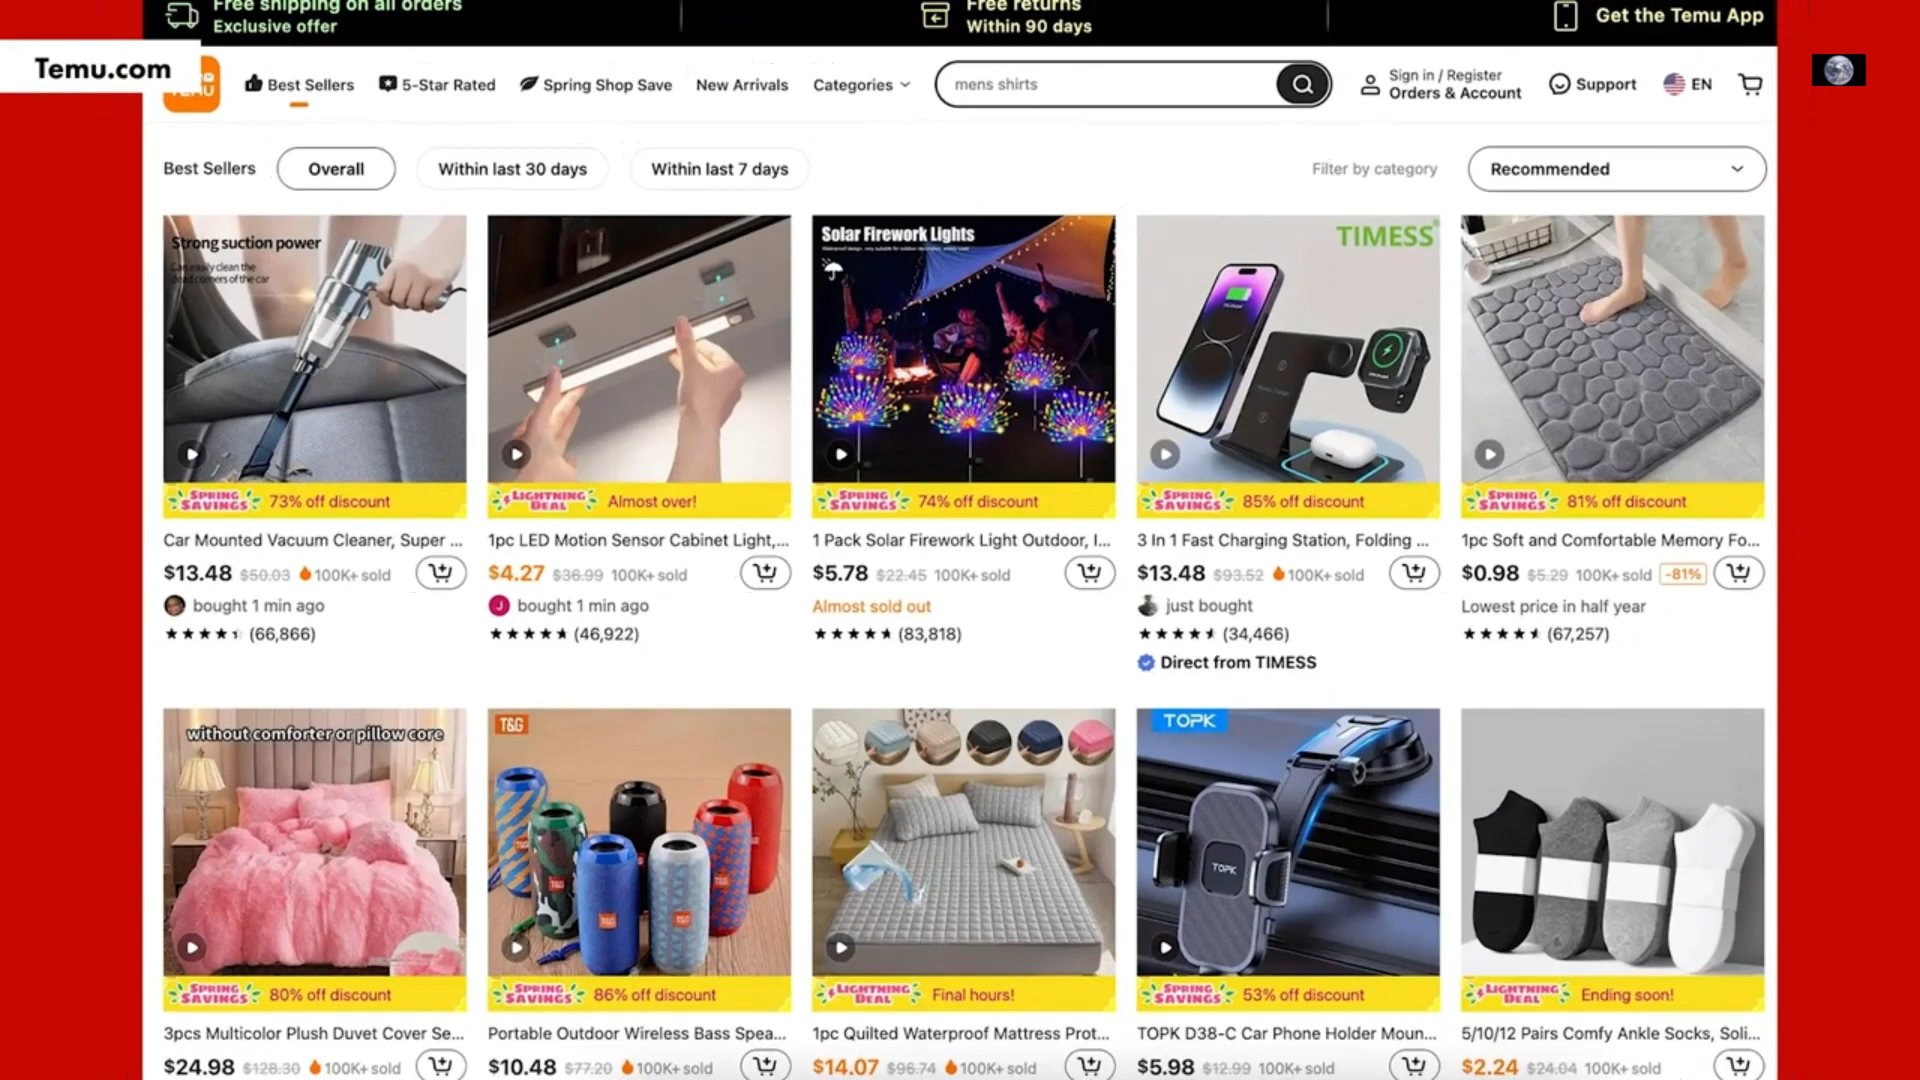 Free shipping on all orders
Exclusive offer
Free returns
Within 90 days
Get the Temu App
Temu.com
TEMU
Best Sellers
5-Star Rated
Spring Shop Save
New Arrivals
Categories
mens shirts
Sign in / Register
Orders & Account
Support
EN
Best Sellers
Overall
Within last 30 days
Within last 7 days
Filter by category
Recommended
Strong suction power
Can easily clean the
dead corners of the car
Solar Firework Lights
TIMESS
SPRING SAVINGS 73% off discount
LIGHTNING DEAL Almost over!
SPRING SAVINGS 74% off discount
SPRING SAVINGS 85% off discount
SPRING SAVINGS 81% off discount
Car Mounted Vacuum Cleaner, Super ...
1pc LED Motion Sensor Cabinet Light,...
1 Pack Solar Firework Light Outdoor, I...
3 In 1 Fast Charging Station, Folding ...
1pc Soft and Comfortable Memory Fo...
$13.48 $50.03 100K+ sold
$4.27 $36.99 100K+ sold
$5.78 $22.45 100K+ sold
$13.48 $93.52 100K+ sold
$0.98 $5.29 100K+ sold -81%
bought 1 min ago
J bought 1 min ago
Almost sold out
just bought
Lowest price in half year
(66,866)
(46,922)
(83,818)
(34,466)
(67,257)
Direct from TIMESS
without comforter or pillow core
T&G
TOPK
T&G
T&G
T&G
TOPK
SPRING SAVINGS 80% off discount
SPRING SAVINGS 86% off discount
LIGHTNING DEAL Final hours!
SPRING SAVINGS 53% off discount
LIGHTNING DEAL Ending soon!
3pcs Multicolor Plush Duvet Cover Se...
Portable Outdoor Wireless Bass Spea...
1pc Quilted Waterproof Mattress Prot...
TOPK D38-C Car Phone Holder Moun...
5/10/12 Pairs Comfy Ankle Socks, Soli...
$24.98 $128.30 100K+ sold
$10.48 $77.20 100K+ sold
$14.07 $96.74 100K+ sold
$5.98 $12.99 100K+ sold
$2.24 $24.04 100K+ sold